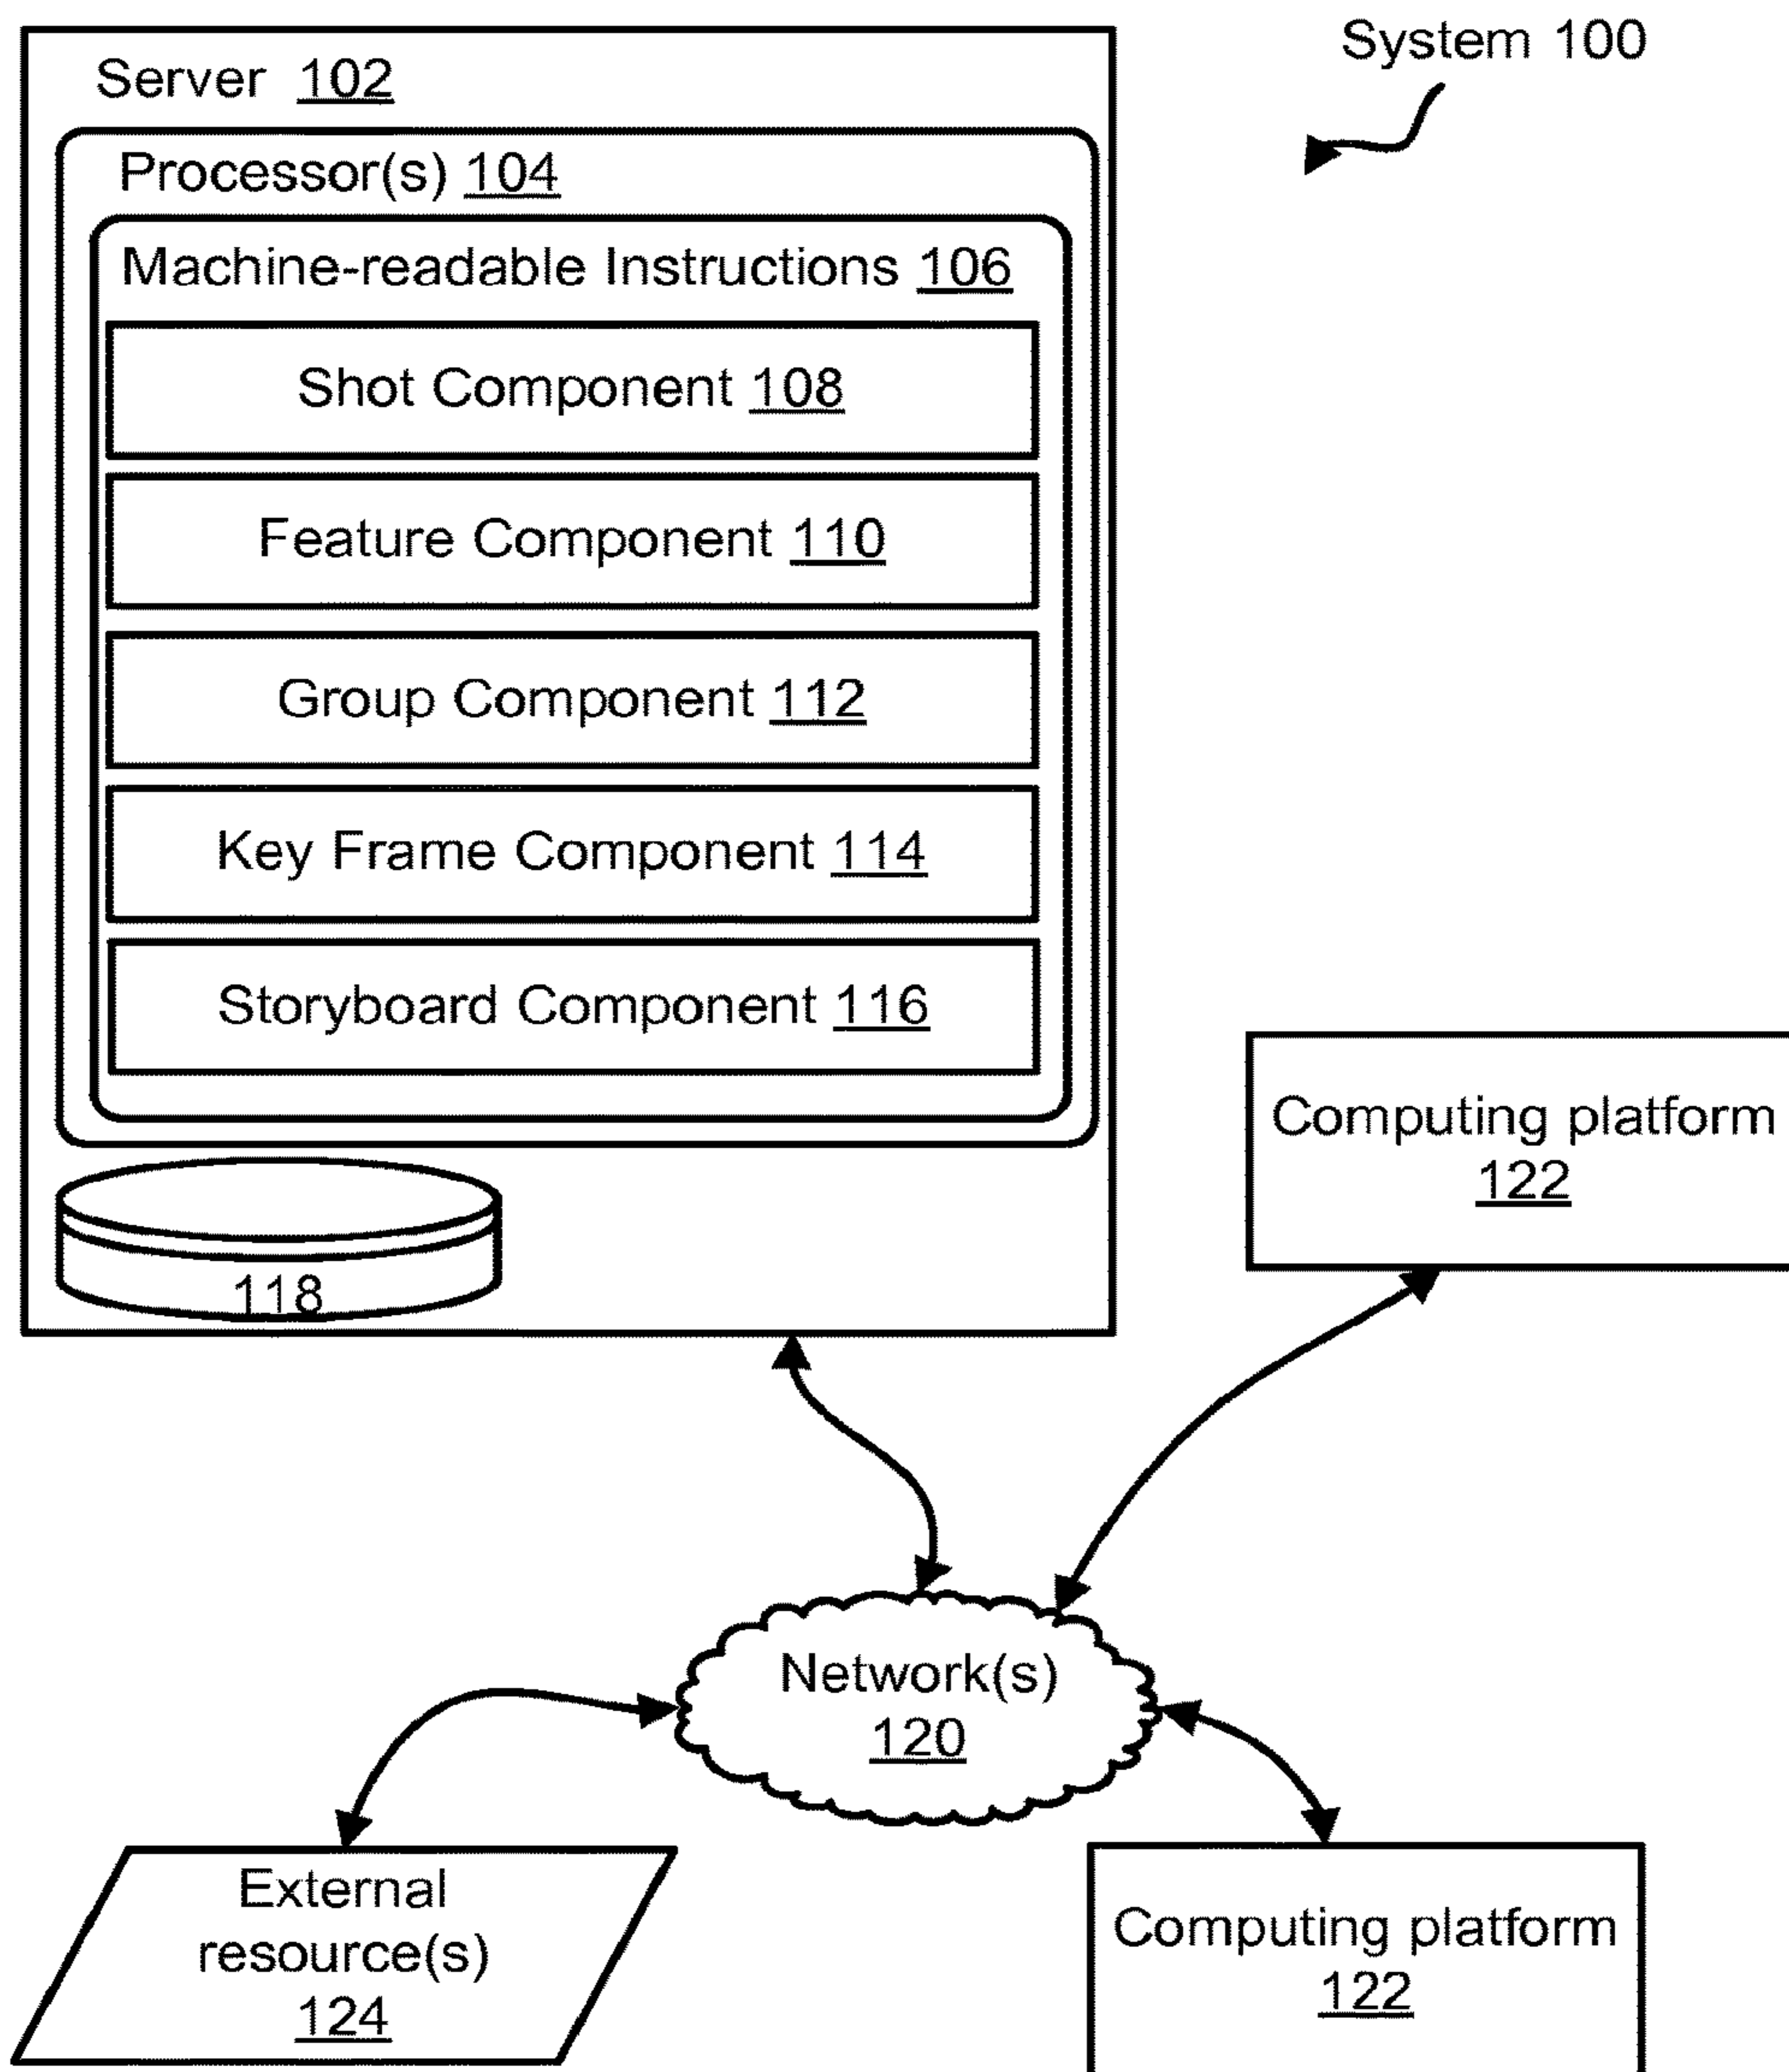 System 100
Server 102
Processor(s) 104
Machine-readable Instructions 106
Shot Component 108
Feature Component 110
Group Component 112
Key Frame Component 114
Storyboard Component 116
118
Computing platform
122
Network(s)
120
External
resource(s)
124
Computing platform
122